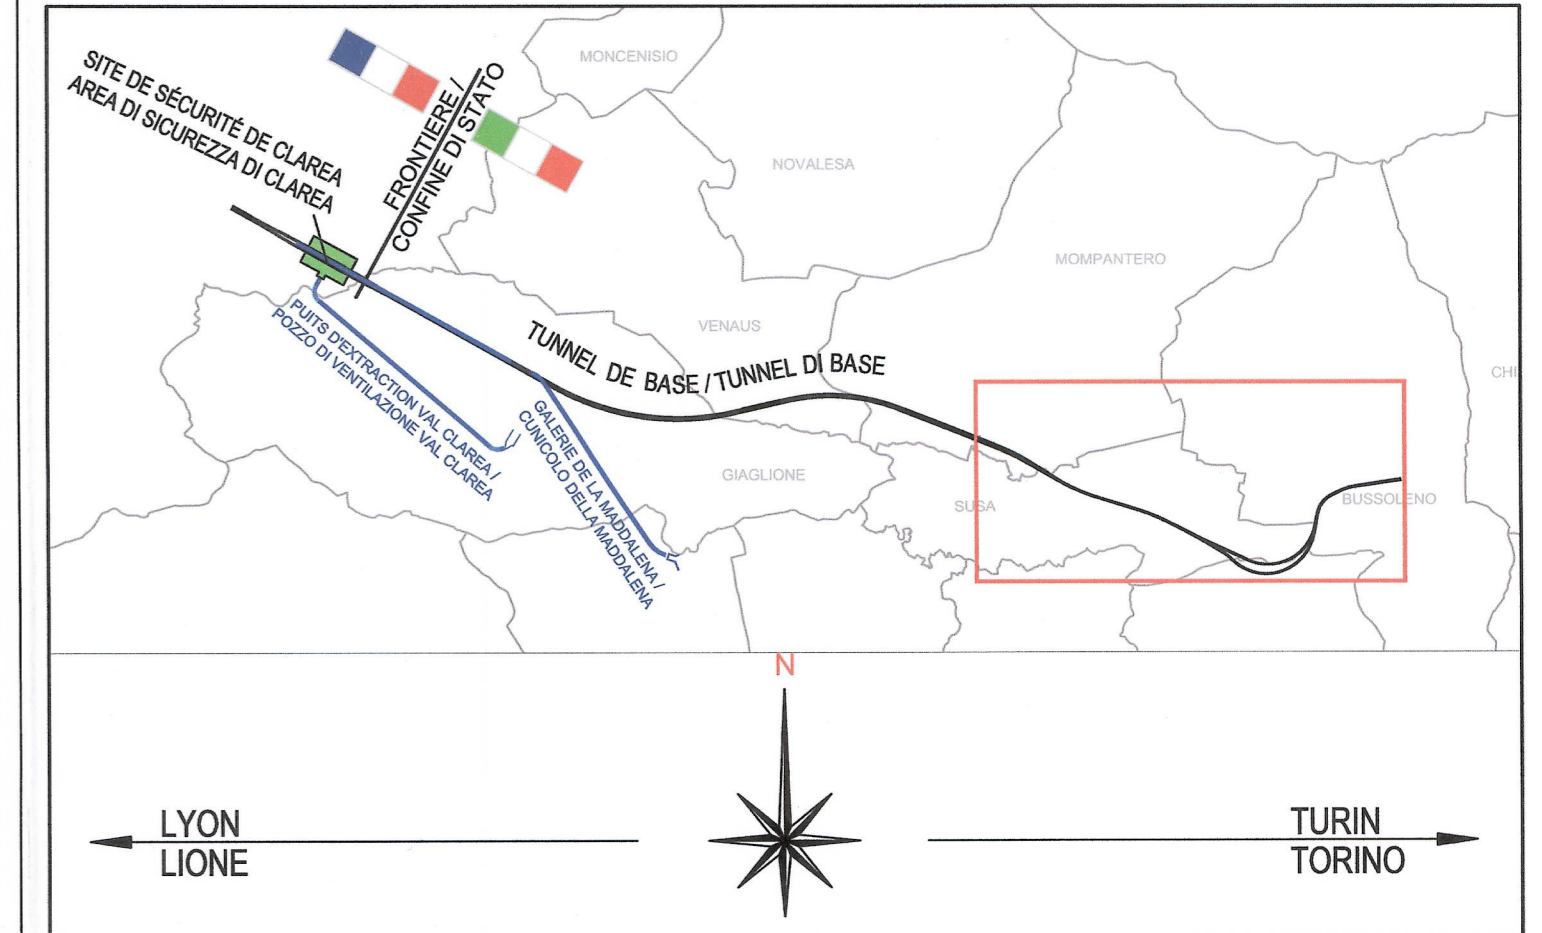 MONCENISIO
SITE DE SÉCURITÉ DE CLAREA
AREA DI SICUREZZA DI CLAREA
FRONTIERE /
CONFINE DI STATO
NOVALESA
MOMPANTERO
VENAUS
TUNNEL DE BASE / TUNNEL DI BASE
PUITS D'EXTRACTION VAL CLAREA /
POZZO DI VENTILAZIONE VAL CLAREA
CHI
GALERIE DE LA MADDALENA /
CUNICOLO DELLA MADDALENA
GIAGLIONE
SUSA
BUSSOLENO
N
LYON
LIONE
TURIN
TORINO